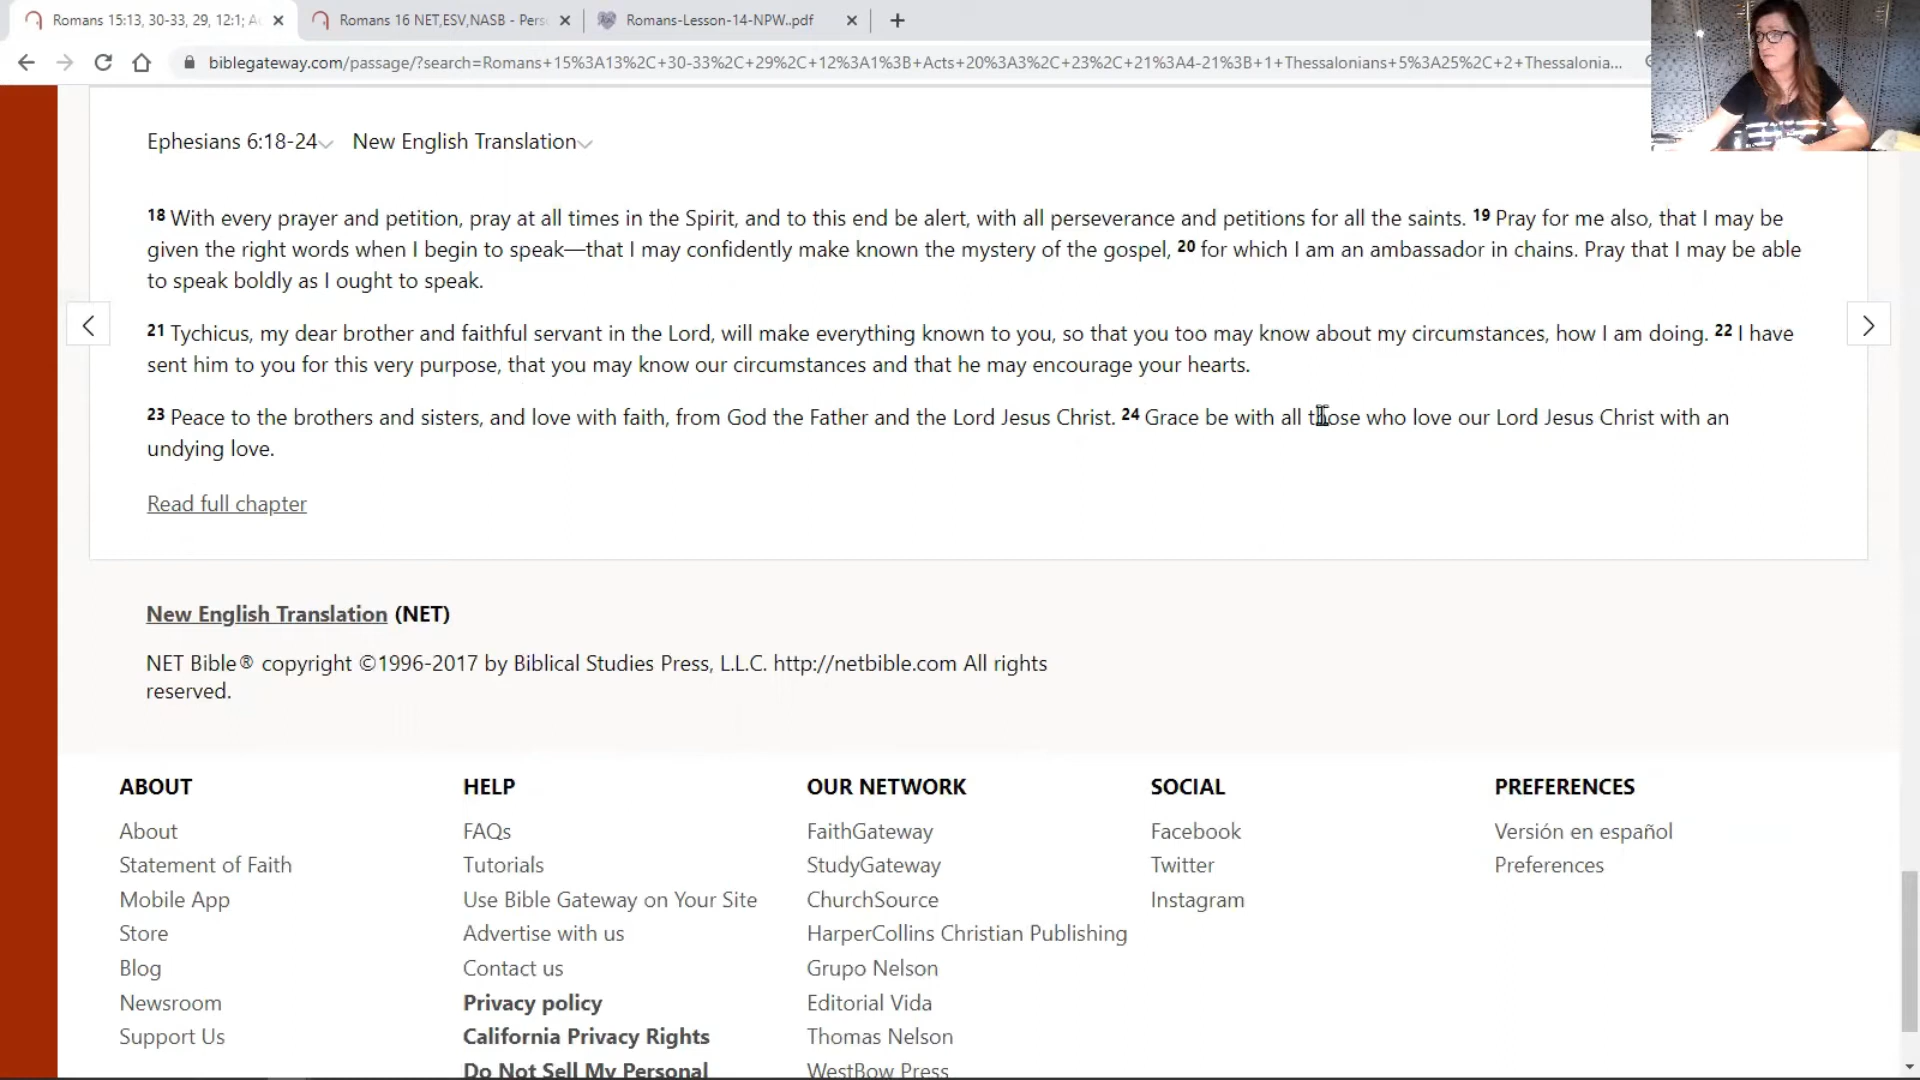 Romans 15:13, 30-33, 29, 12:1; A
Romans 16 NET,ESV,NASB - Pers
Romans-Lesson-14-NPW..pdf
biblegateway.com/passage/?search=Romans+15%3A13%2C+30-33%2C+29%2C+12%3A1%3B+Acts+20%3A3%2C+23%2C+21%3A4-21%3B+1+Thessalonians+5%3A25%2C+2+Thessalonia...
Ephesians 6:18-24 New English Translation
18 With every prayer and petition, pray at all times in the Spirit, and to this end be alert, with all perseverance and petitions for all the saints. 19 Pray for me also, that I may be
given the right words when I begin to speak—that I may confidently make known the mystery of the gospel, 20 for which I am an ambassador in chains. Pray that I may be able
to speak boldly as I ought to speak.
21 Tychicus, my dear brother and faithful servant in the Lord, will make everything known to you, so that you too may know about my circumstances, how I am doing. 22 I have
sent him to you for this very purpose, that you may know our circumstances and that he may encourage your hearts.
23 Peace to the brothers and sisters, and love with faith, from God the Father and the Lord Jesus Christ. 24 Grace be with all those who love our Lord Jesus Christ with an
undying love.
Read full chapter
New English Translation (NET)
NET Bible® copyright ©1996-2017 by Biblical Studies Press, L.L.C. http://netbible.com All rights
reserved.
ABOUT
About
Statement of Faith
Mobile App
Store
Blog
Newsroom
Support Us
HELP
FAQs
Tutorials
Use Bible Gateway on Your Site
Advertise with us
Contact us
Privacy policy
California Privacy Rights
Do Not Sell My Personal
OUR NETWORK
FaithGateway
StudyGateway
ChurchSource
HarperCollins Christian Publishing
Grupo Nelson
Editorial Vida
Thomas Nelson
WestBow Press
SOCIAL
Facebook
Twitter
Instagram
PREFERENCES
Versión en español
Preferences